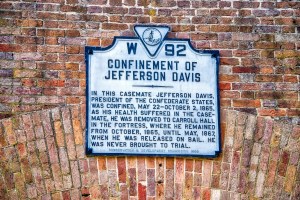 W 92
CONFINEMENT OF
JEFFERSON DAVIS
IN THIS CASEMATE JEFFERSON DAVIS,
PRESIDENT OF THE CONFEDERATE STATES,
WAS CONFINED, MAY 22-OCTOBER 3, 1865.
AS HIS HEALTH SUFFERED IN THE CASE-
MATE, HE WAS REMOVED TO CARROLL HALL
IN THE FORTRESS, WHERE HE REMAINED
FROM OCTOBER, 1865, UNTIL MAY, 1867,
WHEN HE WAS RELEASED ON BAIL. HE
WAS NEVER BROUGHT TO TRIAL.